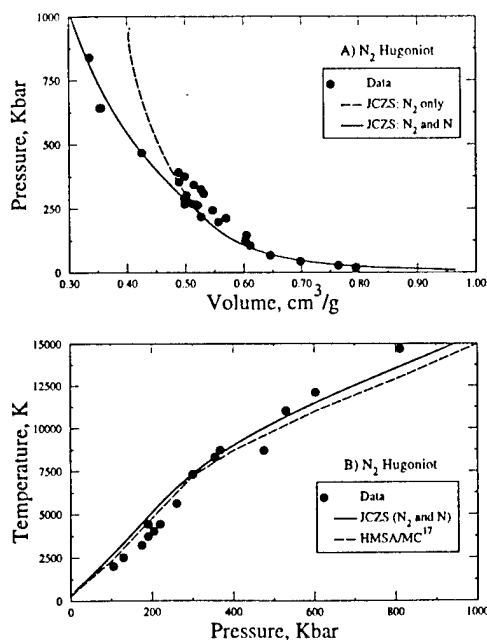 1000
750
500
250
0
Pressure, Kbar
A) N2 Hugoniot
Data
JCZS: N2 only
JCZS: N2 and N
0.30 0.40 0.50 0.60 0.70 0.80 0.90 1.00
Volume, cm3/g
15000
12500
10000
7500
5000
2500
0
Temperature, K
B) N2 Hugoniot
Data
JCZS (N2 and N)
HMSA/MC17
0 200 400 600 800 1000
Pressure, Kbar